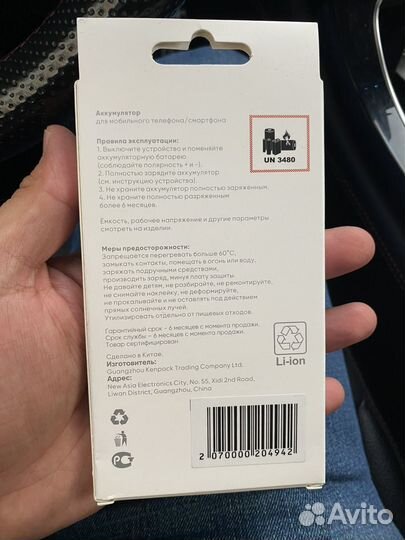 Аккумулятор
для мобильного телефона/смартфона
Правила эксплуатации:
1. Выключите устройство и поменяйте
аккумуляторную батарею
(соблюдайте полярность + и -).
2. Полностью зарядите аккумулятор
(см. инструкцию устройства).
3. Не храните аккумулятор полностью заряженным.
4. Не храните полностью разряженным
более 6 месяцев.
UN 3480
Емкость, рабочее напряжение и другие параметры
смотреть на изделии.
Меры предосторожности:
Запрещается перегревать больше 60°C,
замыкать контакты, помещать в огонь или воду,
заряжать подручными средствами,
производить заряд, минуя плату защиты.
Не давайте детям, не разбирайте, не ремонтируйте,
не снимайте наклейку, не деформируйте,
не прокалывайте и не оставлять под действием
прямых солнечных лучей.
Утилизировать отдельно от пищевых отходов.
Гарантийный срок - 6 месяцев с момента продажи.
Срок службы - 6 месяцев с момента продажи.
Товар сертифицирован
Сделано в Китае.
Изготовитель:
Guangzhou Kenpack Trading Company Ltd.
Адрес:
New Asia Electronics City, No. 55, Xidi 2nd Road,
Liwan District, Guangzhou, China
Li-ion
2 070000 204942
Avito